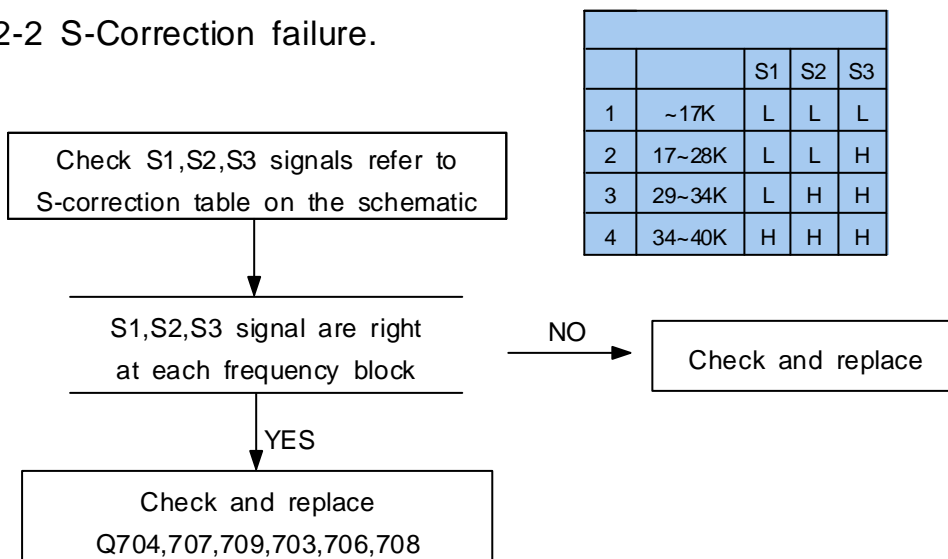 2-2 S-Correction failure.
S1 S2 S3
1 ~17K L L L
2 17~28K L L H
3 29~34K L H H
4 34~40K H H H
Check S1,S2,S3 signals refer to
S-correction table on the schematic
S1,S2,S3 signal are right
at each frequency block
NO
Check and replace
YES
Check and replace
Q704,707,709,703,706,708